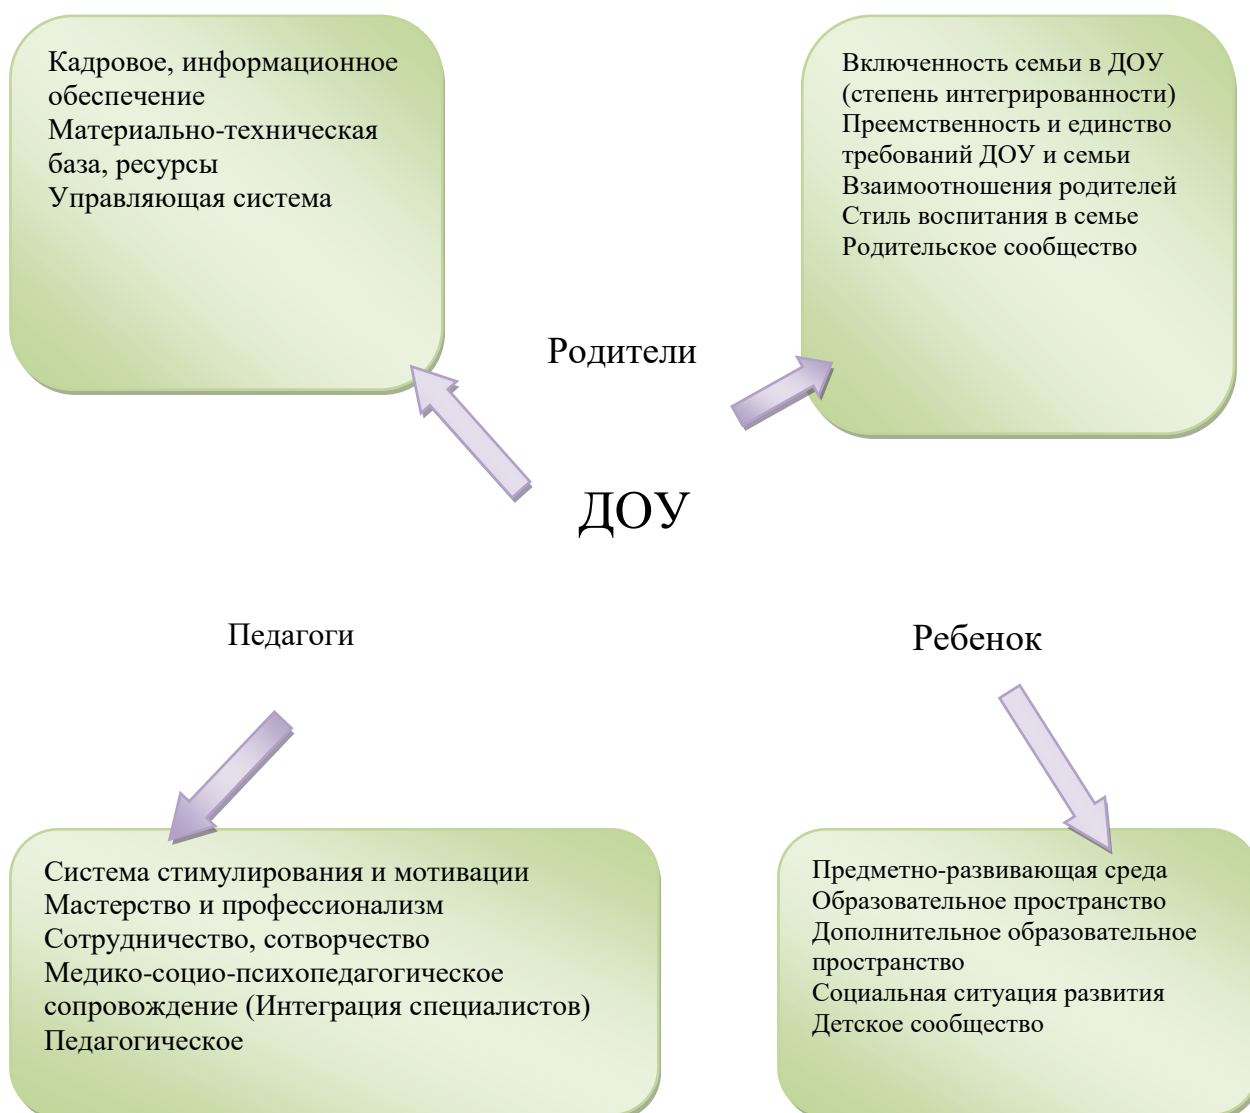 Кадровое, информационное
обеспечение
Материально-техническая
база, ресурсы
Управляющая система
Включенность семьи в ДОУ
(степень интегрированности)
Преемственность и единство
требований ДОУ и семьи
Взаимоотношения родителей
Стиль воспитания в семье
Родительское сообщество
Родители
ДОУ
Педагоги
Ребенок
Система стимулирования и мотивации
Мастерство и профессионализм
Сотрудничество, сотворчество
Медико-социо-психопедагогическое
сопровождение (Интеграция специалистов)
Педагогическое
Предметно-развивающая среда
Образовательное пространство
Дополнительное образовательное
пространство
Социальная ситуация развития
Детское сообщество